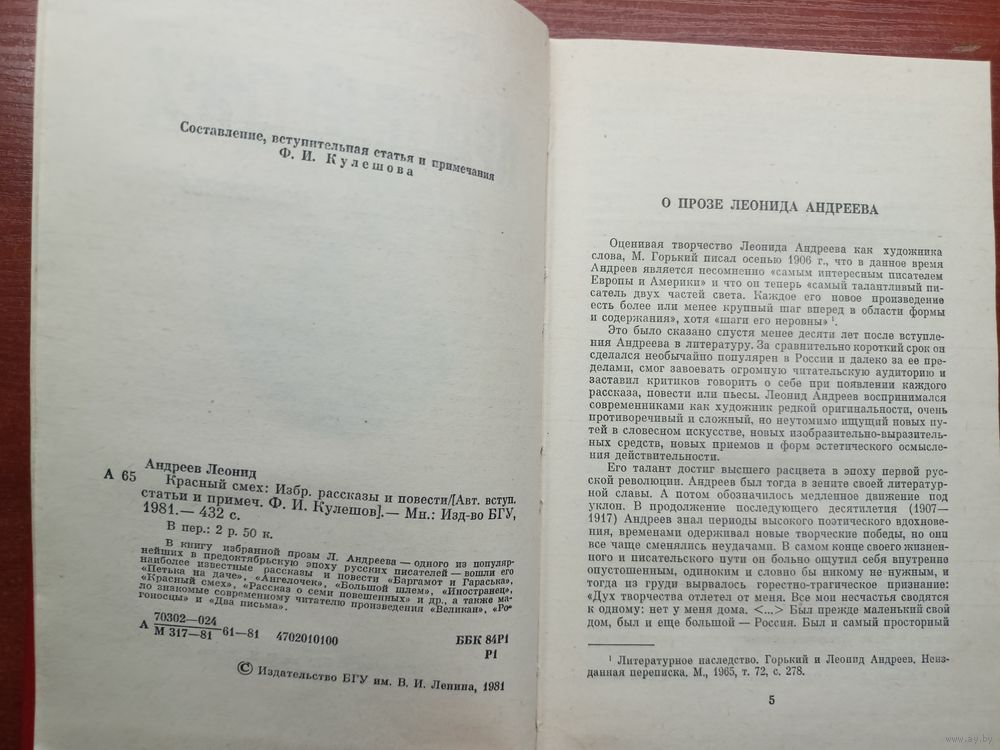 Составление, вступительная статья и примечания
Ф. И. Кулешова
Андреев Леонид
А 65
Красный смех: Избр. рассказы и повести/[Авт. вступ.
статьи и примеч. Ф. И. Кулешов].— Мн.: Изд-во БГУ,
1981.— 432 с.
В пер.: 2 р. 50 к.
В книгу избранной прозы Л. Андреева — одного из популяр-
нейших в предоктябрьскую эпоху русских писателей — вошли его
наиболее известные рассказы и повести «Баргамот и Гараська»,
«Петька на даче», «Ангелочек», «Большой шлем», «Иностранец»,
«Красный смех», «Рассказ о семи повешенных» и др., а также ма-
ло знакомые современному читателю произведения «Великан», «Ро-
гоносцы» и «Два письма».
А 70302—024
М 317—81 61—81 4702010100
ББК 84Р1
Р1
© Издательство БГУ им. В. И. Ленина, 1981
О ПРОЗЕ ЛЕОНИДА АНДРЕЕВА
Оценивая творчество Леонида Андреева как художника
слова, М. Горький писал осенью 1906 г., что в данное время
Андреев является несомненно «самым интересным писателем
Европы и Америки» и что он теперь «самый талантливый пи-
сатель двух частей света. Каждое его новое произведение
есть более или менее крупный шаг вперед в области формы
и содержания», хотя «шаги его неровны» ¹.
Это было сказано спустя менее десяти лет после вступле-
ния Андреева в литературу. За сравнительно короткий срок он
сделался необычайно популярен в России и далеко за ее пре-
делами, смог завоевать огромную читательскую аудиторию и
заставил критиков говорить о себе при появлении каждого
рассказа, повести или пьесы. Леонид Андреев воспринимался
современниками как художник редкой оригинальности, очень
противоречивый и сложный, но неутомимо ищущий новых пу-
тей в словесном искусстве, новых изобразительно-выразитель-
ных средств, новых приемов и форм эстетического осмысле-
ния действительности.
Его талант достиг высшего расцвета в эпоху первой рус-
ской революции. Андреев был тогда в зените своей литератур-
ной славы. А потом обозначилось медленное движение под
уклон. В продолжение последующего десятилетия (1907—
1917) Андреев знал периоды высокого поэтического вдохнове-
ния, временами одерживал новые творческие победы, но они
все чаще сменялись неудачами. В самом конце своего жизнен-
ного и писательского пути он больно ощутил себя внутренне
опустошенным, одиноким и словно бы никому не нужным, и
тогда из груди вырвалось горестно-трагическое признание:
«Дух творчества отлетел от меня. Все мои несчастья сводятся
к одному: нет у меня дома. <...> Был прежде маленький свой
дом, был и еще большой — Россия. Был и самый просторный
¹ Литературное наследство. Горький и Леонид Андреев. Неиз-
данная переписка. М., 1965, т. 72, с. 278.
5
www.ay.by